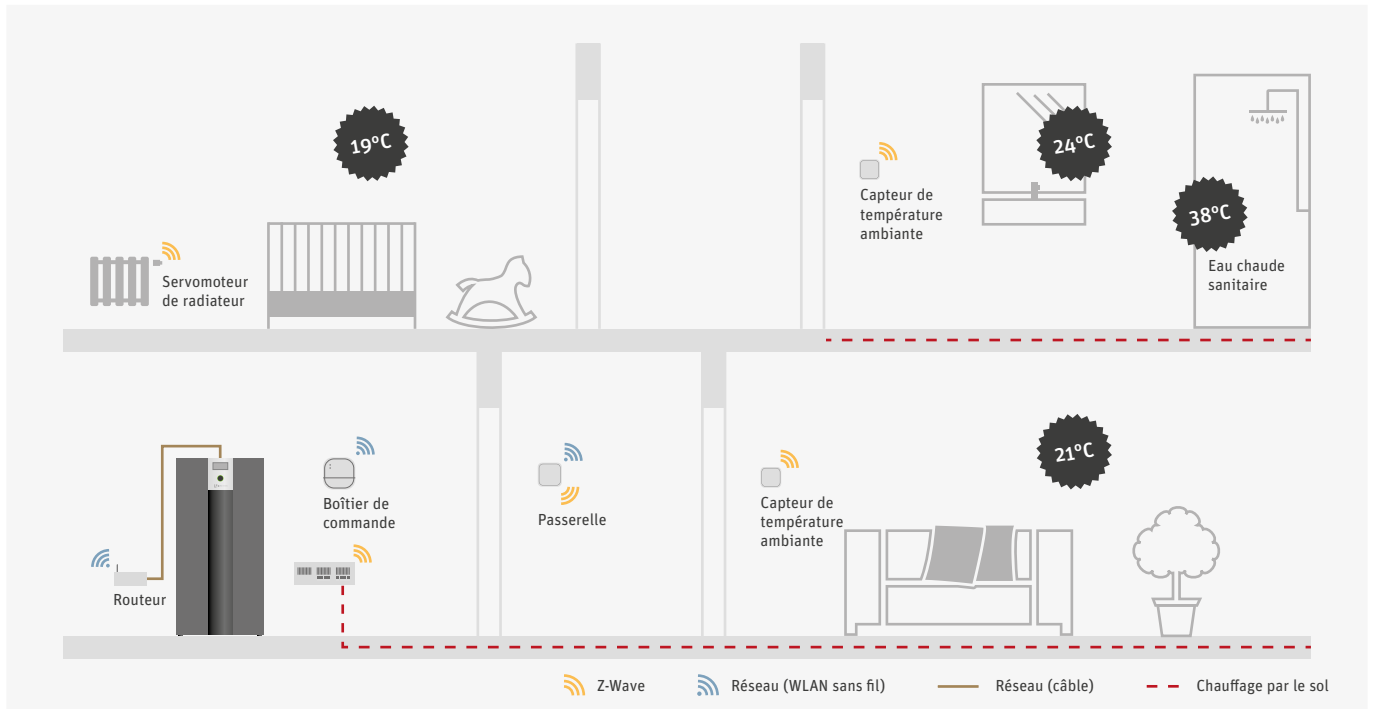 19°C
24°C
Capteur de
température
ambiante
38°C
Eau chaude
sanitaire
Servomoteur
de radiateur
21°C
Boîtier de
commande
Passerelle
Capteur de
température
ambiante
Routeur
Z-Wave
Réseau (WLAN sans fil)
Réseau (câble)
Chauffage par le sol